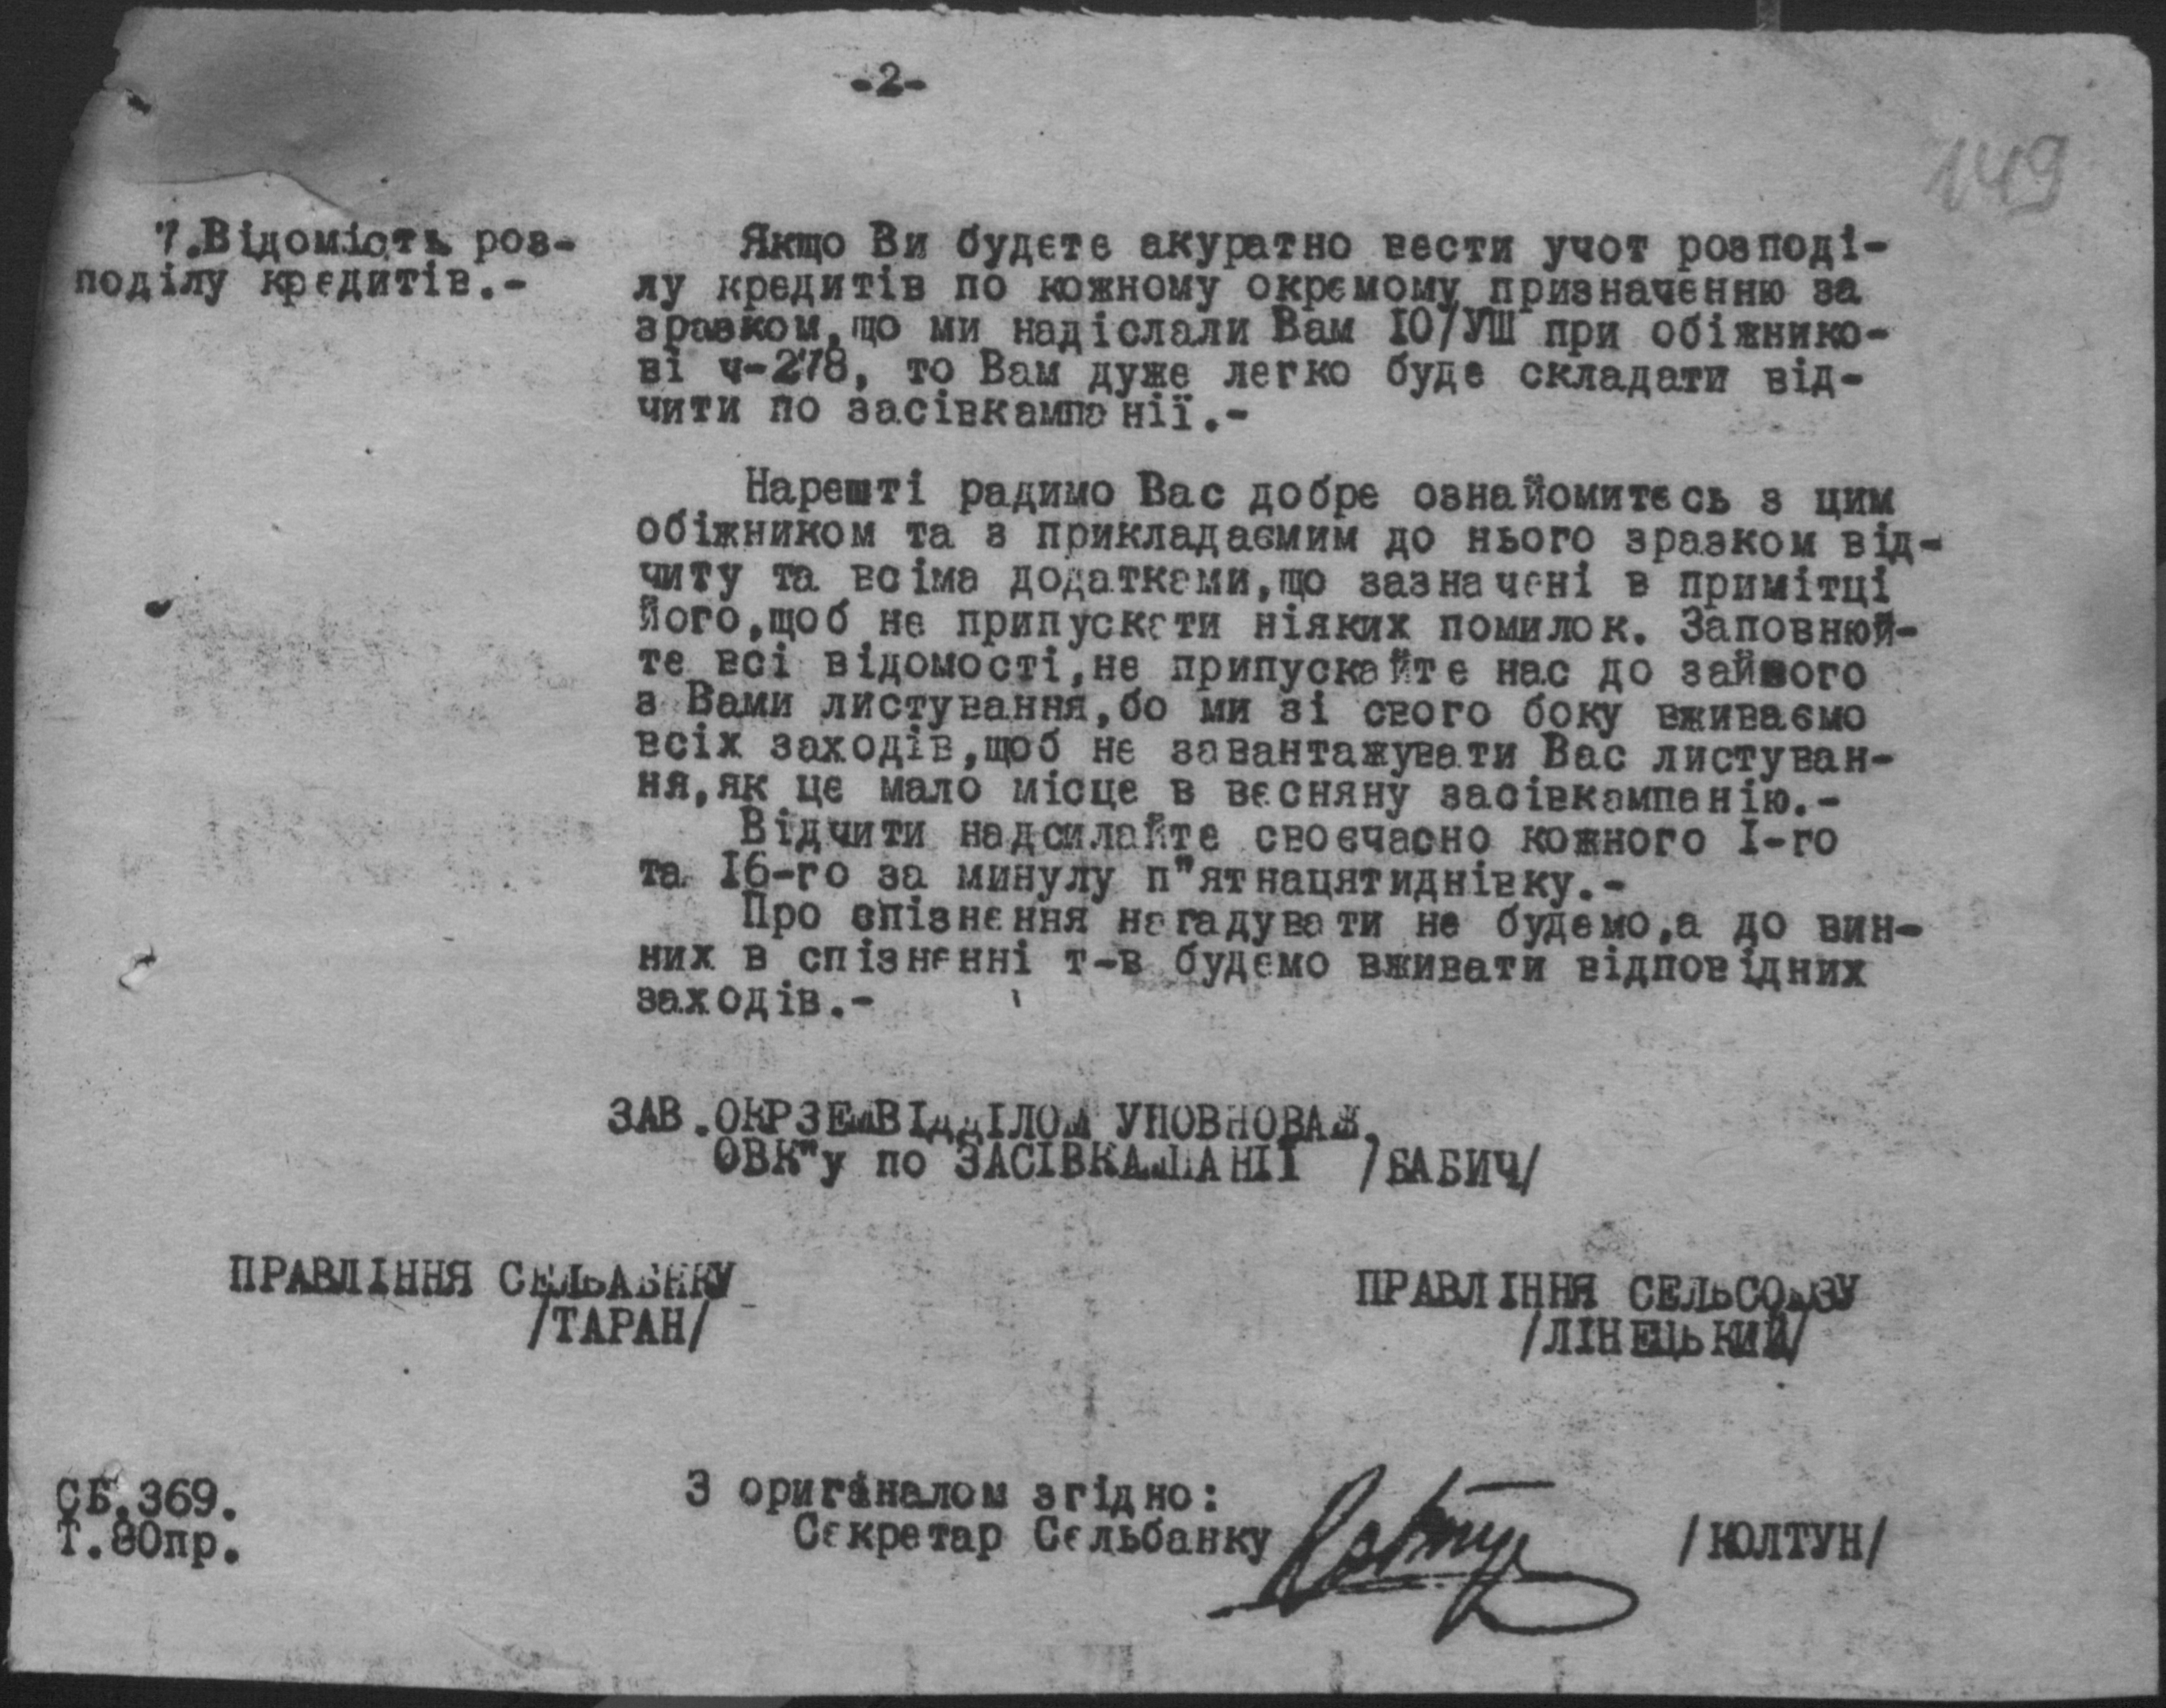 -2-
149
7.Відомість роз-
поділу кредитів.-
Якщо Ви будете акуратно вести учот розподі-
лу кредитів по кожному окремому призначенню за
зразком,що ми надіслали Вам ІО/УШ при обіжнико-
ві ч-278, то Вам дуже легко буде складати від-
чити по засівкампанії.-
Нарешті радимо Вас добре ознайомитесь з цим
обіжником та з прикладаємим до нього зразком від-
читу та всіма додатками,що зазначені в примітці
його,щоб не припускати ніяких помилок. Заповнюй-
те всі відомості,не припускайте нас до зайвого
з Вами листування,бо ми зі свого боку вживаємо
всіх заходів,щоб не завантажувати Вас листуван-
ня,як це мало місце в весняну засівкампанію.-
Відчити надсилайте своєчасно кожного І-го
та І6-го за минулу п"ятнацятиднівку.-
Про спізнення нагадувати не будемо,а до вин-
них в спізненні т-в будемо вживати відповідних
заходів.-
ЗАВ.ОКРЗЕМВІДДІЛОМ УПОВНОВАЖ.
ОВК"у по ЗАСІВКАМПАНІЇ /БАБИЧ/
ПРАВЛІННЯ СЕЛЬБАНКУ
/ТАРАН/
ПРАВЛІННЯ СЕЛЬСОЮЗУ
/ЛІНЕЦЬКИЙ/
СБ.369.
Т.80пр.
З оригіналом згідно:
Секретар Сельбанку
/КОЛТУН/